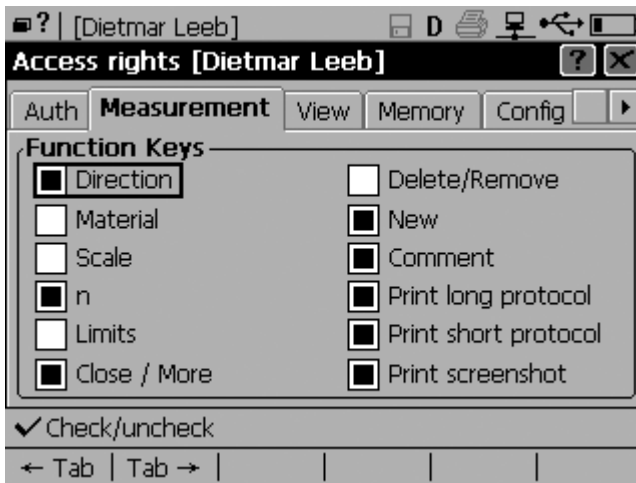 ? [Dietmar Leeb] D
Access rights [Dietmar Leeb] ? X
Auth Measurement View Memory Config
Function Keys
Direction Delete/Remove
Material New
Scale Comment
n Print long protocol
Limits Print short protocol
Close / More Print screenshot
Check/uncheck
← Tab | Tab → | | | |